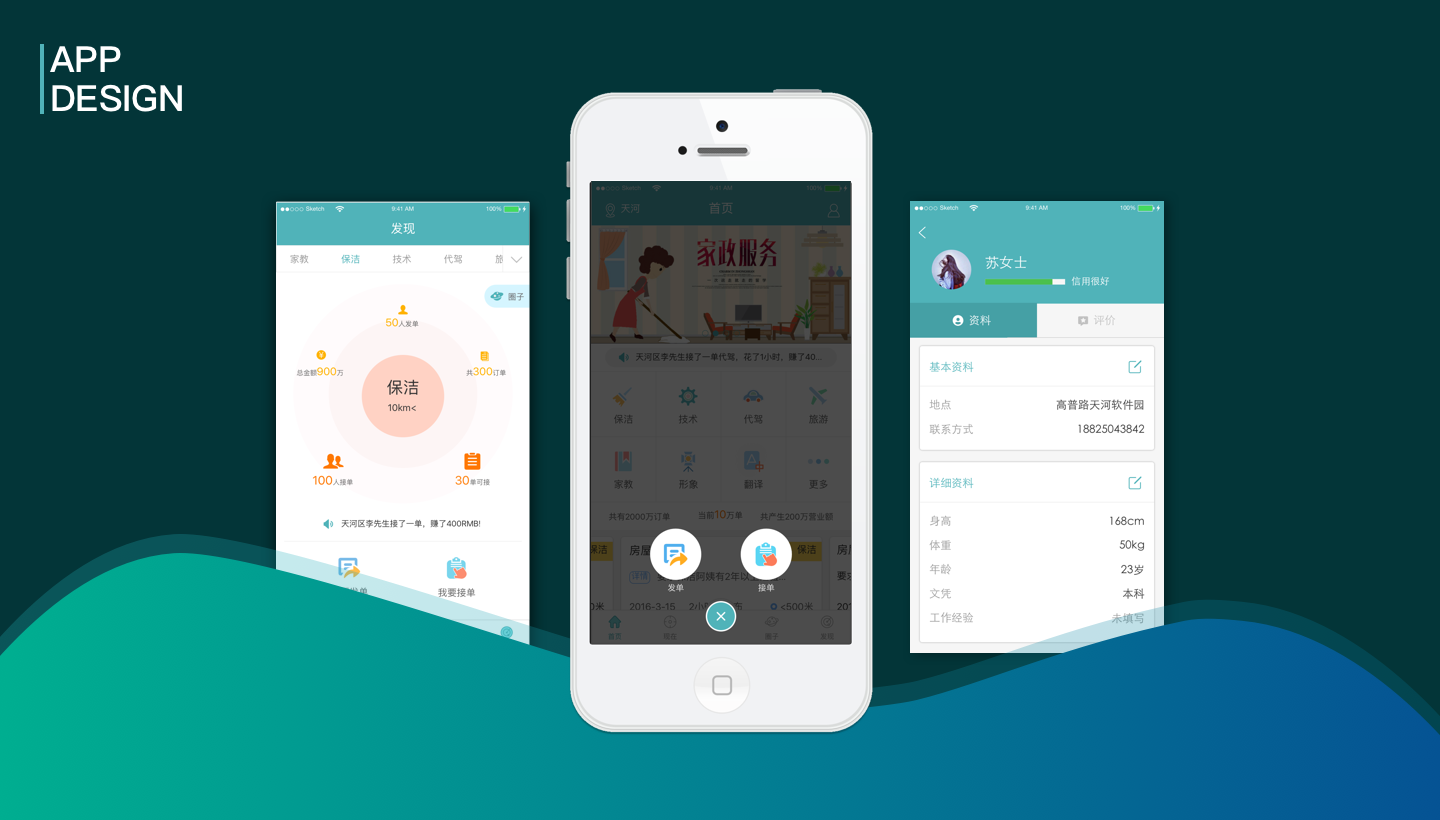 APP
DESIGN
Sketch
9:41 AM
100%
发现
家教
保洁
技术
代驾
旅
圈子
50人发单
总金额900万
共300订单
保洁
10km<
100人接单
30单可接
天河区李先生接了一单,赚了400RMB!
我要接单
Sketch
9:41 AM
100%
天河
首页
家政服务
天河区李先生接了一单代驾,花了1小时,赚了40...
保洁
技术
代驾
旅游
家教
形象
翻译
更多
共有2000万订单
当前10万单
共产生200万营业额
保洁
房屋
保洁
房屋
详情
阿姨有2年以上
要求
00米
2016-3-15
2小
<500米
201
发单
接单
首页
圈子
发现
Sketch
9:41 AM
100%
苏女士
信用很好
资料
评价
基本资料
地点
高普路天河软件园
联系方式
18825043842
详细资料
身高
168cm
体重
50kg
年龄
23岁
文凭
本科
工作经验
未填写